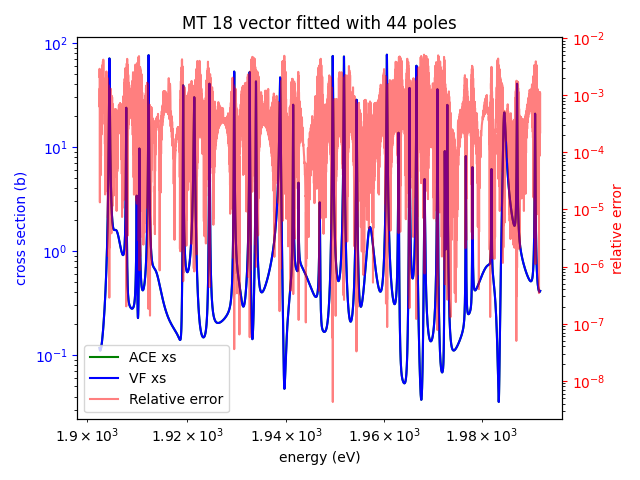 MT 18 vector fitted with 44 poles
10²
10¹
10⁰
10⁻¹
cross section (b)
10⁻²
10⁻³
10⁻⁴
10⁻⁵
10⁻⁶
10⁻⁷
10⁻⁸
relative error
ACE xs
VF xs
Relative error
1.9 × 10³ 1.92 × 10³ 1.94 × 10³ 1.96 × 10³ 1.98 × 10³
energy (eV)